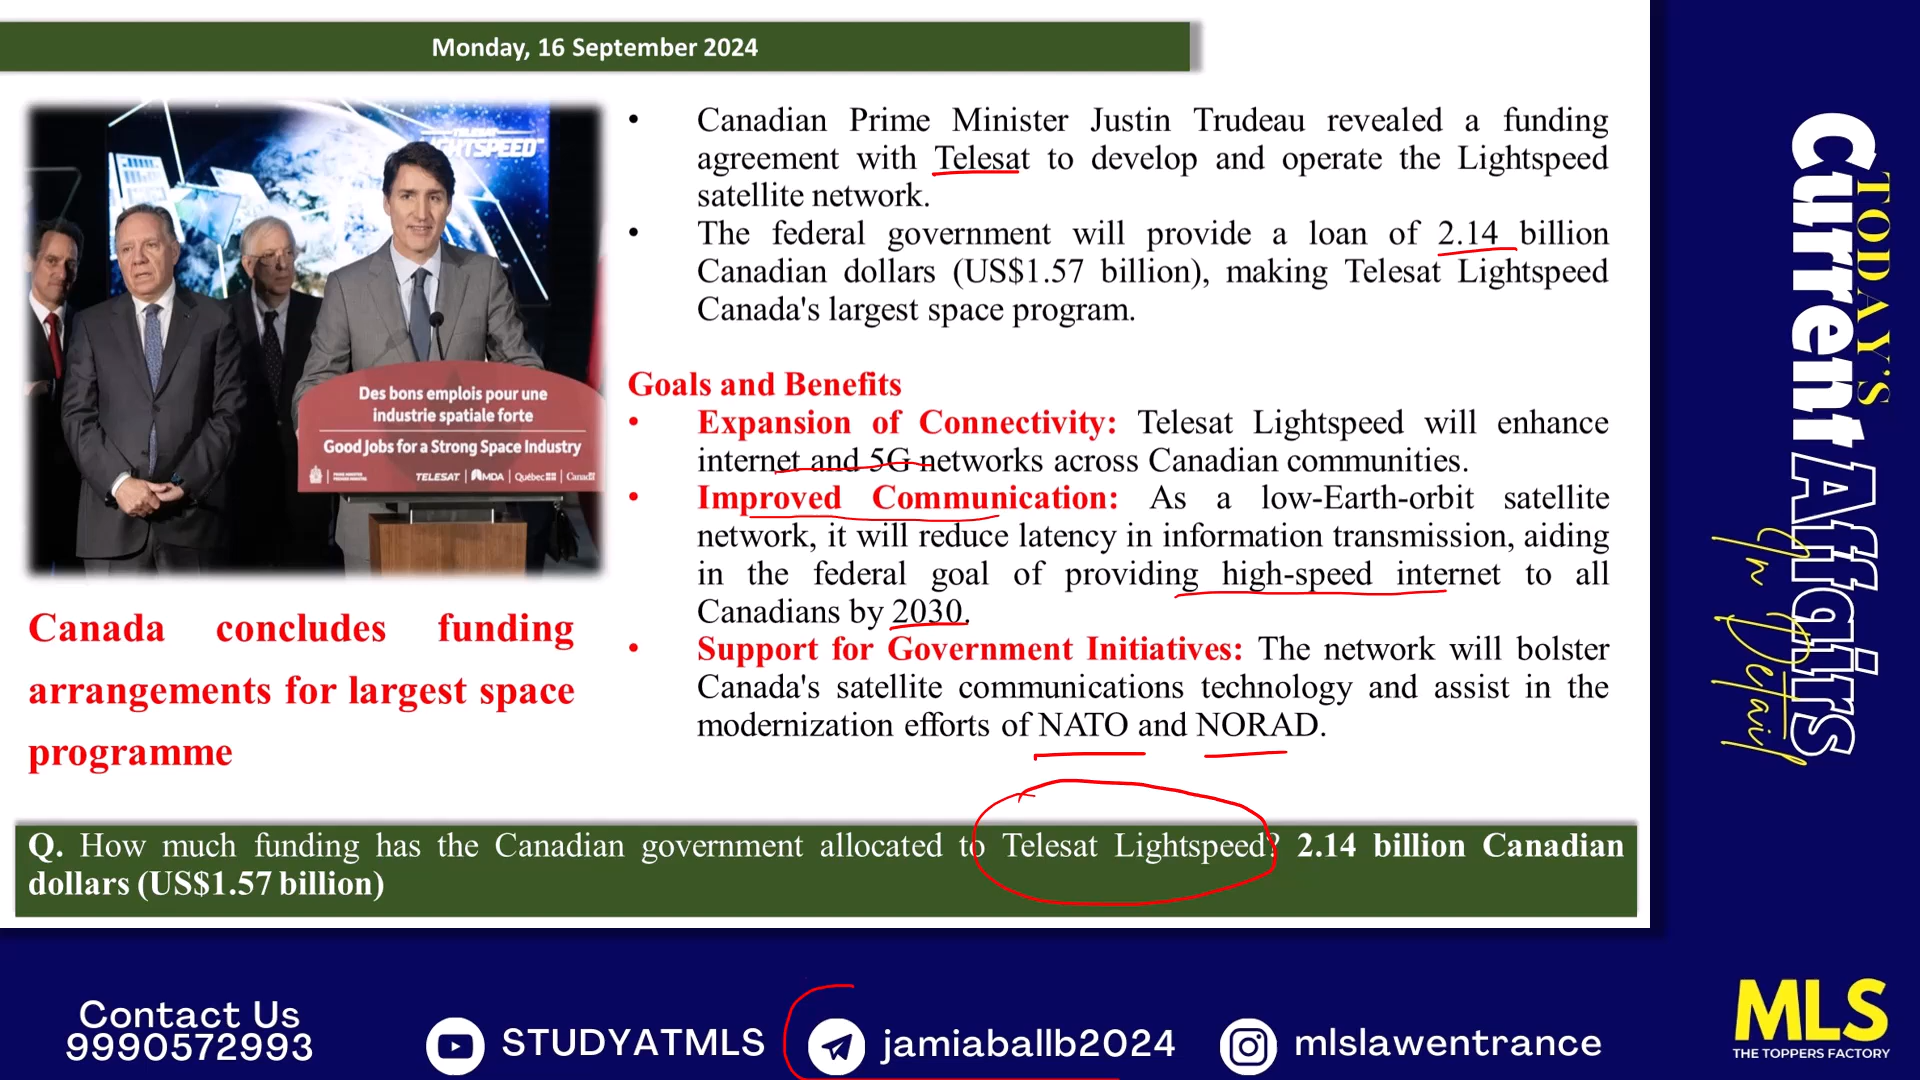 Monday, 16 September 2024
TELESAT
LIGHTSPEED
Des bons emplois pour une
industrie spatiale forte
Good Jobs for a Strong Space Industry
TELESAT MDA Québec Canada
Canada concludes funding
arrangements for largest space
programme
• Canadian Prime Minister Justin Trudeau revealed a funding
agreement with Telesat to develop and operate the Lightspeed
satellite network.
• The federal government will provide a loan of 2.14 billion
Canadian dollars (US$1.57 billion), making Telesat Lightspeed
Canada's largest space program.
Goals and Benefits
• Expansion of Connectivity: Telesat Lightspeed will enhance
internet and 5G networks across Canadian communities.
• Improved Communication: As a low-Earth-orbit satellite
network, it will reduce latency in information transmission, aiding
in the federal goal of providing high-speed internet to all
Canadians by 2030.
• Support for Government Initiatives: The network will bolster
Canada's satellite communications technology and assist in the
modernization efforts of NATO and NORAD.
Q. How much funding has the Canadian government allocated to Telesat Lightspeed? 2.14 billion Canadian
dollars (US$1.57 billion)
TODAY'S
Current Affairs
In Detail
Contact Us
9990572993
STUDYATMLS
jamiaballb2024
mlslawentrance
MLS
THE TOPPERS FACTORY